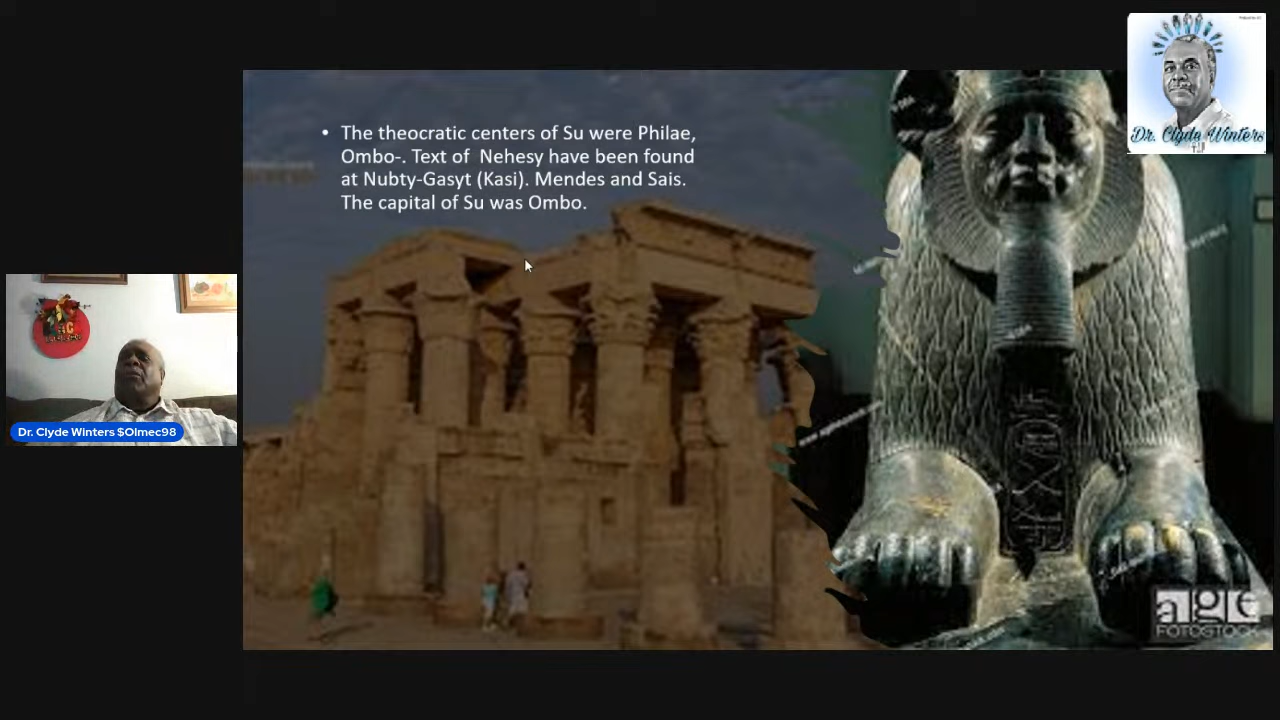 • The theocratic centers of Su were Philae,
Ombo-. Text of  Nehesy have been found
at Nubty-Gasyt (Kasi). Mendes and Sais.
The capital of Su was Ombo.
Dr. Clyde Winters
Dr. Clyde Winters $Olmec98
age
FOTOSTOCK